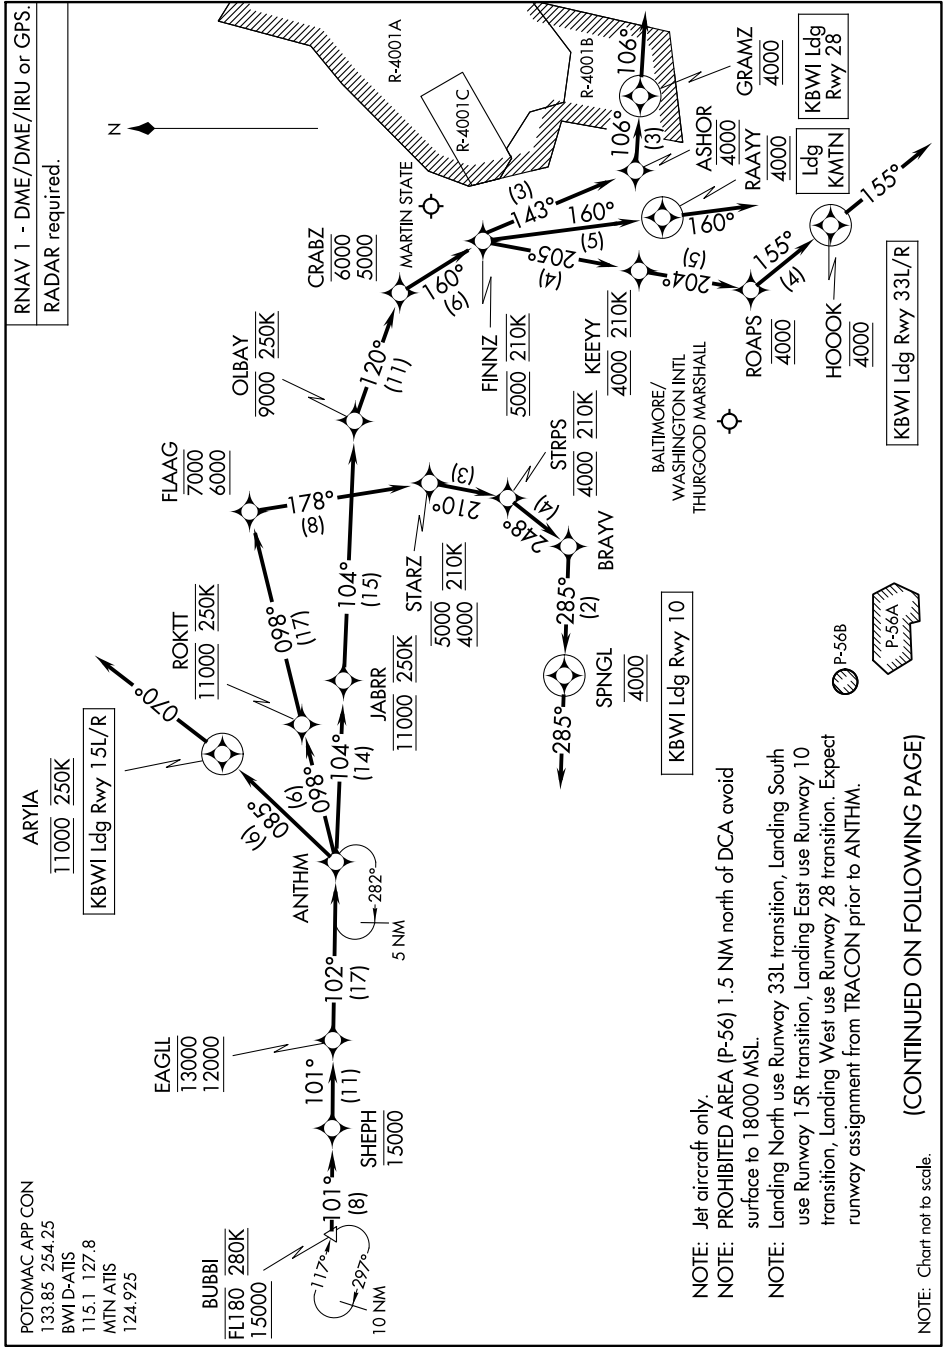 RNAV 1 - DME/DME/IRU or GPS.
RADAR required.
POTOMAC APP CON
133.85 254.25
BWI D-ATIS
115.1 127.8
MTN ATIS
124.925
N
BUBBI
FL180 280K
15000
117°
297°
10 NM
101°
(8)
SHEPH
15000
101°
(11)
EAGLL
13000
12000
102°
(17)
ANTHM
282°
5 NM
ARYIA
11000 250K
KBWI Ldg Rwy 15L/R
085°
(6)
070°
098°
(9)
ROKTT
11000 250K
098°
(17)
FLAAG
7000
6000
178°
(8)
STARZ
5000 210K
4000
210°
(3)
STRPS
4000 210K
248°
(4)
BRAYV
285°
(2)
SPNGL
4000
285°
KBWI Ldg Rwy 10
104°
(14)
JABRR
11000 250K
104°
(15)
OLBAY
9000 250K
120°
(11)
CRABZ
6000
5000
MARTIN STATE
160°
(6)
FINNZ
5000 210K
143°
(3)
ASHOR
4000
106°
(3)
GRAMZ
4000
106°
KBWI Ldg
Rwy 28
190°
(5)
RAAYY
4000
190°
Ldg
KMTN
205°
(4)
KEEYY
4000 210K
204°
(5)
ROAPS
4000
155°
(4)
HOOOK
4000
155°
KBWI Ldg Rwy 33L/R
BALTIMORE/
WASHINGTON INTL
THURGOOD MARSHALL
R-4001A
R-4001B
R-4001C
P-56B
P-56A
NOTE: Jet aircraft only.
NOTE: PROHIBITED AREA (P-56) 1.5 NM north of DCA avoid
surface to 18000 MSL.
NOTE: Landing North use Runway 33L transition, Landing South
use Runway 15R transition, Landing East use Runway 10
transition, Landing West use Runway 28 transition. Expect
runway assignment from TRACON prior to ANTHM.
(CONTINUED ON FOLLOWING PAGE)
NOTE: Chart not to scale.